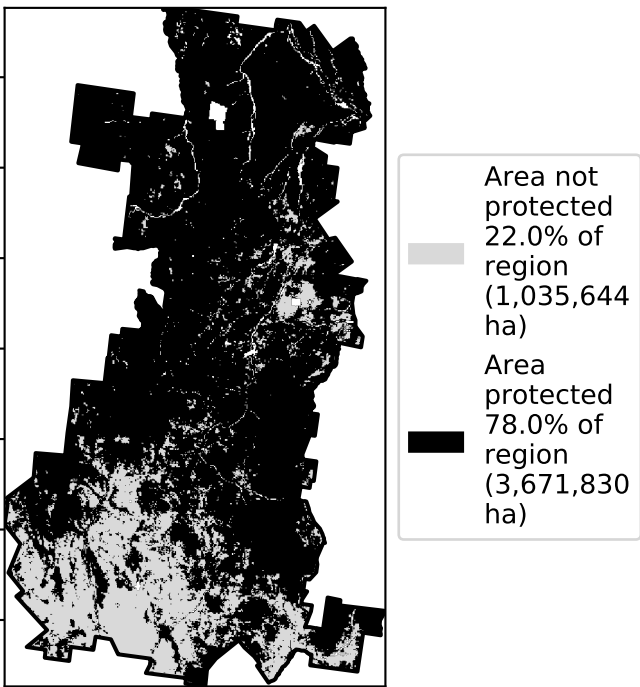 Area not
protected
22.0% of
region
(1,035,644
ha)
Area
protected
78.0% of
region
(3,671,830
ha)